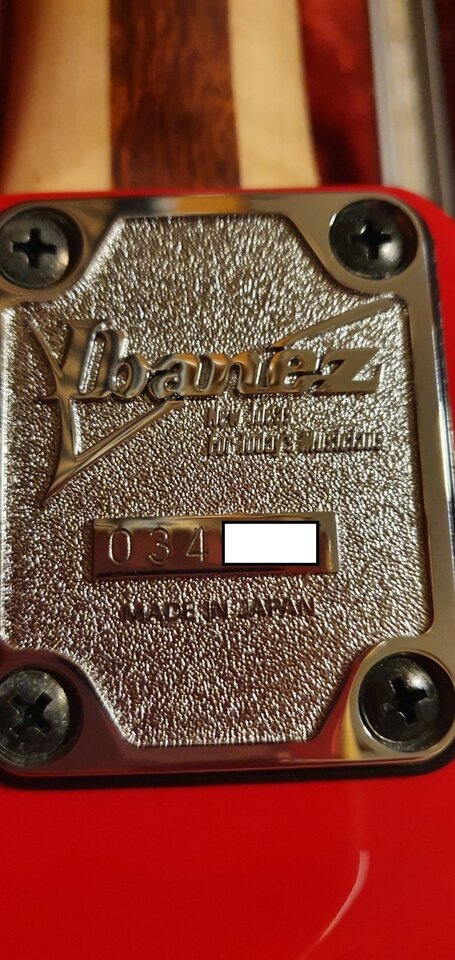 Ibanez
New Ideas
For Today's Musicians
034
MADE IN JAPAN